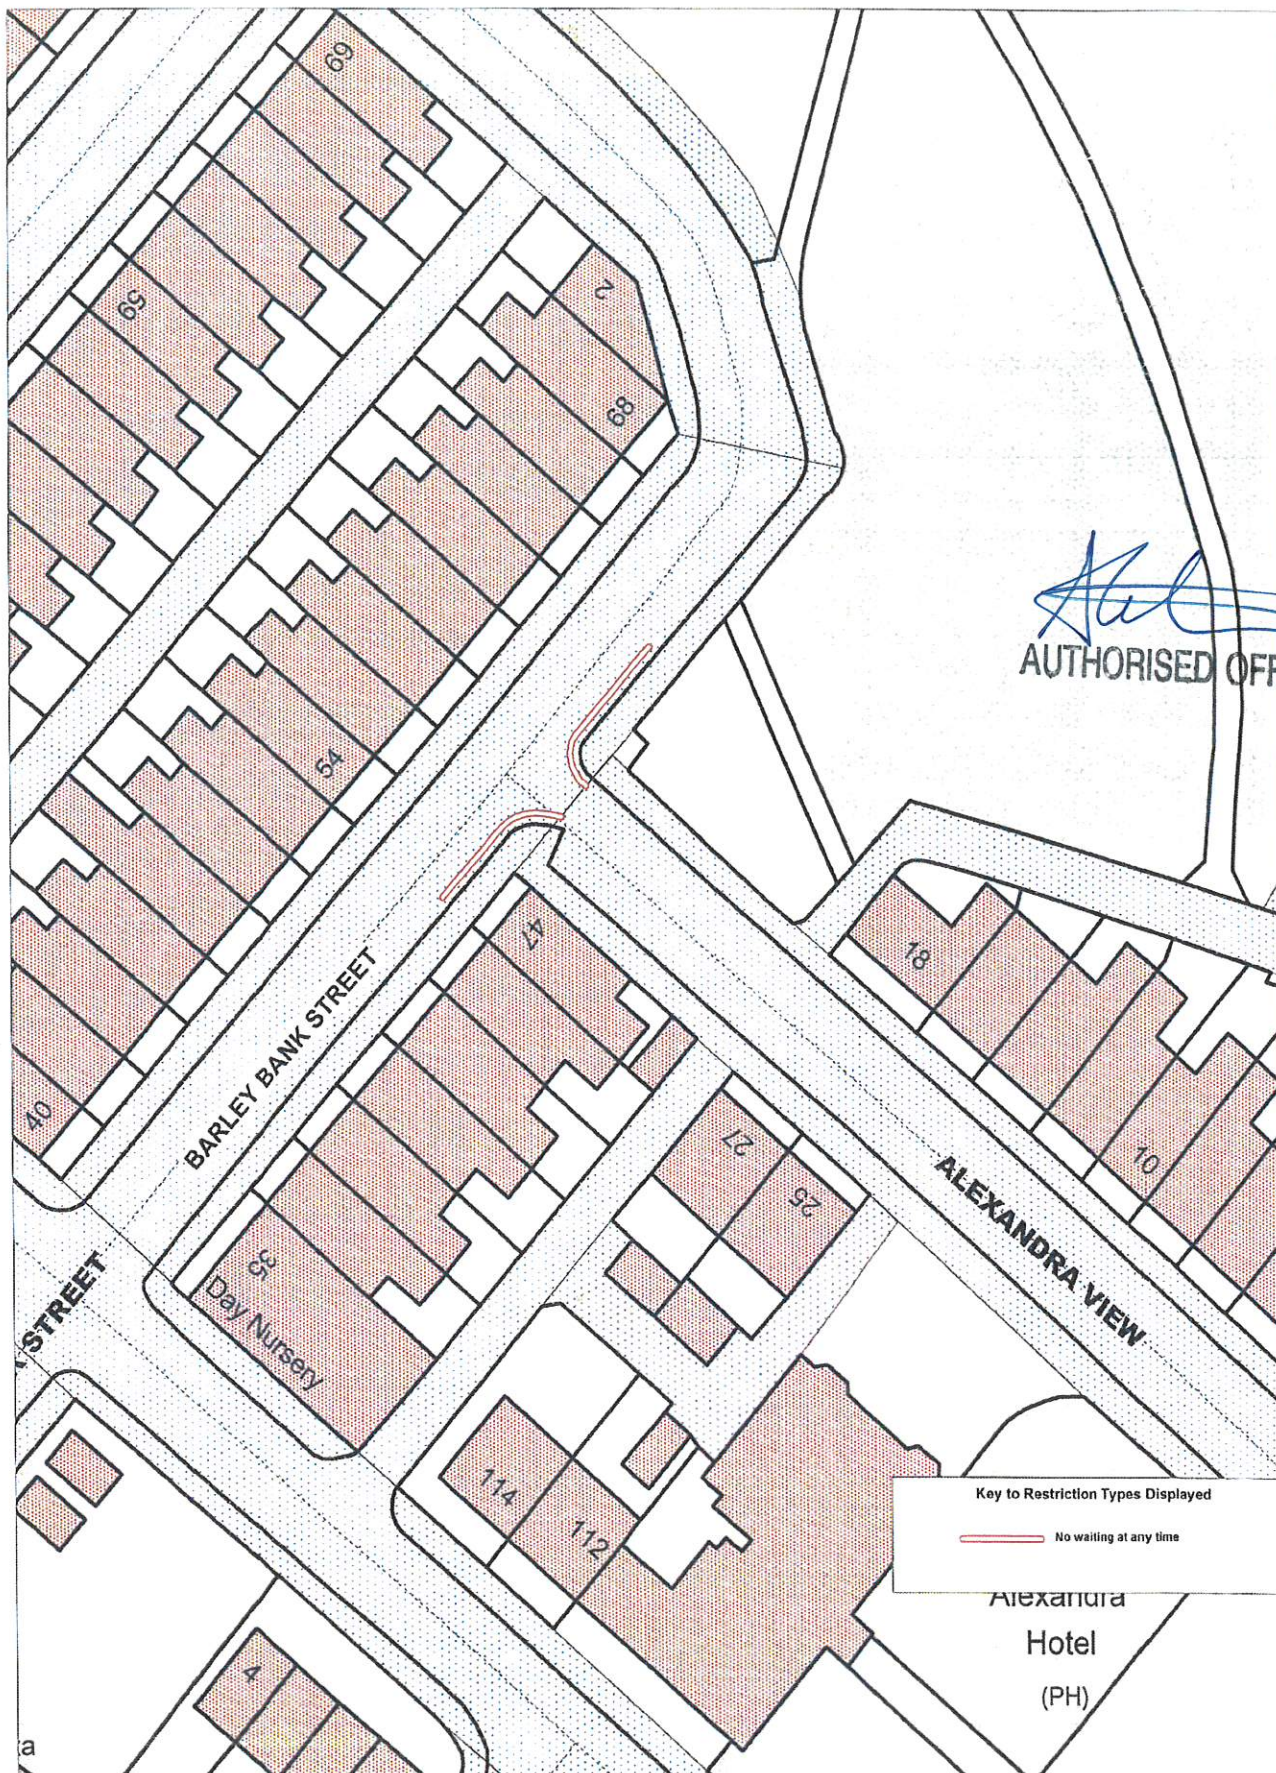 69
2
59
68
AUTHORISED OFF
54
47
18
BARLEY BANK STREET
40
27
10
25
ALEXANDRA VIEW
35
Day Nursery
STREET
114
112
Key to Restriction Types Displayed
No waiting at any time
Alexandra
Hotel
(PH)
4